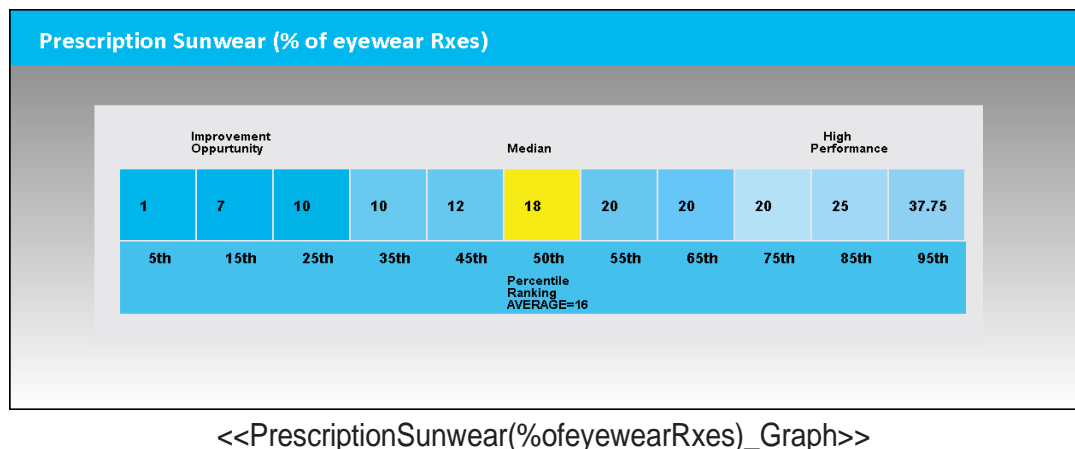 Prescription Sunwear (% of eyewear Rxes)
Improvement
Oppurtunity
Median
High
Performance
1 7 10 10 12 18 20 20 20 25 37.75
5th 15th 25th 35th 45th 50th 55th 65th 75th 85th 95th
Percentile
Ranking
AVERAGE=16
<<PrescriptionSunwear(%ofeyewearRxes)_Graph>>